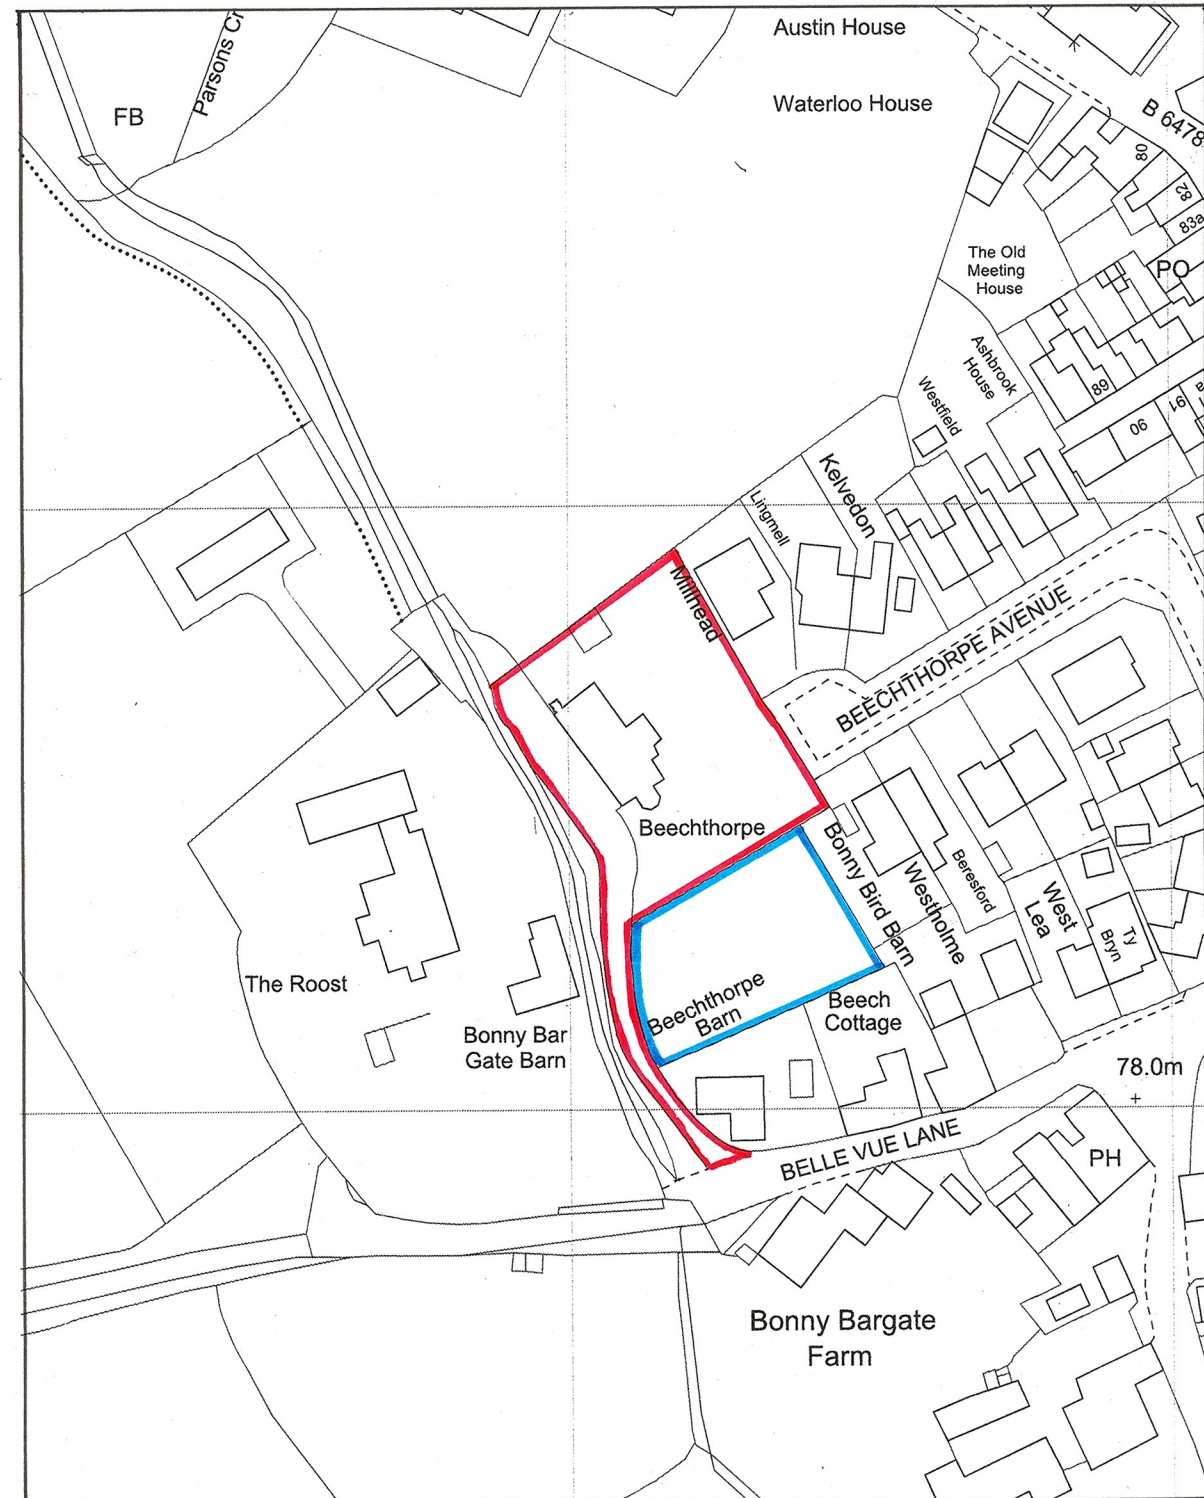 Austin House
Parsons
FB
Waterloo House
B 6478
80
82
83a
The Old
Meeting
House
PO
Ashbrook
House
Westfield
89
90
91
Kelvedon
Lingmell
Millhead
BEECHTHORPE AVENUE
Beechthorpe
Bonny Bird Barn
Westholme
Beresford
West
Lea
Ty
Bryn
The Roost
Beechthorpe
Barn
Beech
Cottage
Bonny Bar
Gate Barn
78.0m
BELLE VUE LANE
PH
Bonny Bargate
Farm